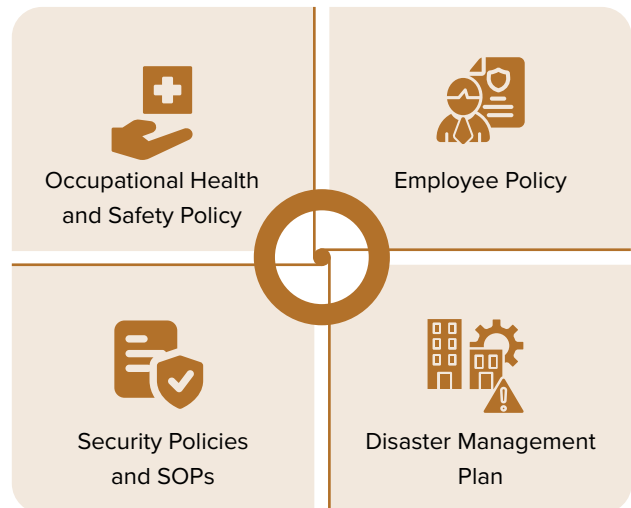 Occupational Health
and Safety Policy
Employee Policy
Security Policies
and SOPs
Disaster Management
Plan